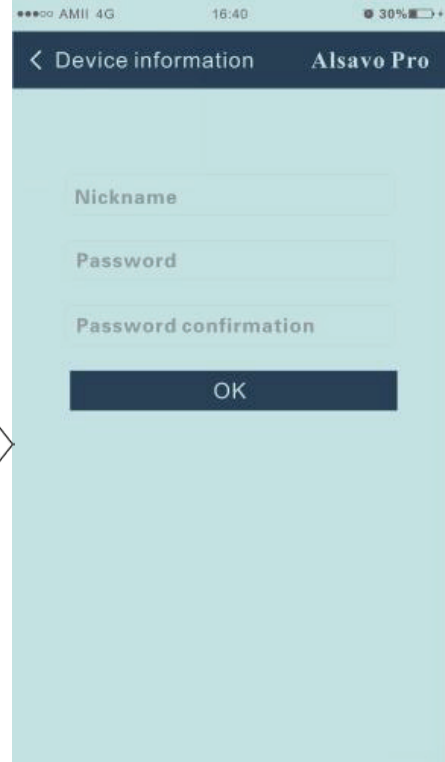 AMII 4G 16:40 30%
Device information Alsavo Pro
Nickname
Password
Password confirmation
OK